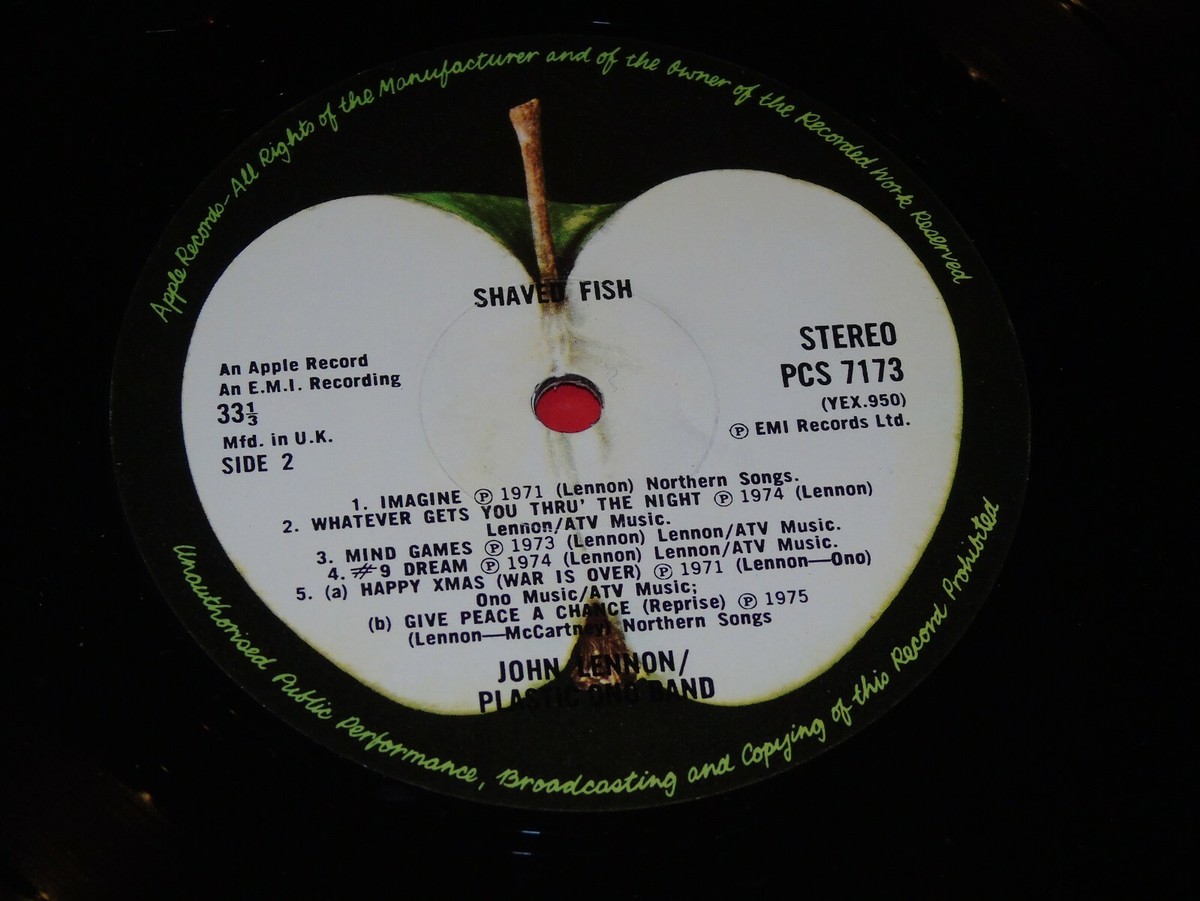 Apple Records–All Rights of the Manufacturer and of the Owner of the Recorded Work Reserved
SHAVED FISH
An Apple Record
An E.M.I. Recording
33⅓
Mfd. in U.K.
SIDE 2
STEREO
PCS 7173
(YEX.950)
Ⓟ EMI Records Ltd.
1. IMAGINE Ⓟ 1971 (Lennon) Northern Songs.
2. WHATEVER GETS YOU THRU' THE NIGHT Ⓟ 1974 (Lennon)
Lennon/ATV Music.
3. MIND GAMES Ⓟ 1973 (Lennon) Lennon/ATV Music.
4. #9 DREAM Ⓟ 1974 (Lennon) Lennon/ATV Music.
5. (a) HAPPY XMAS (WAR IS OVER) Ⓟ 1971 (Lennon—Ono)
Ono Music/ATV Music;
(b) GIVE PEACE A CHANCE (Reprise) Ⓟ 1975
(Lennon—McCartney) Northern Songs
JOHN LENNON/
PLASTIC ONO BAND
Unauthorised Public Performance, Broadcasting and Copying of this Record Prohibited